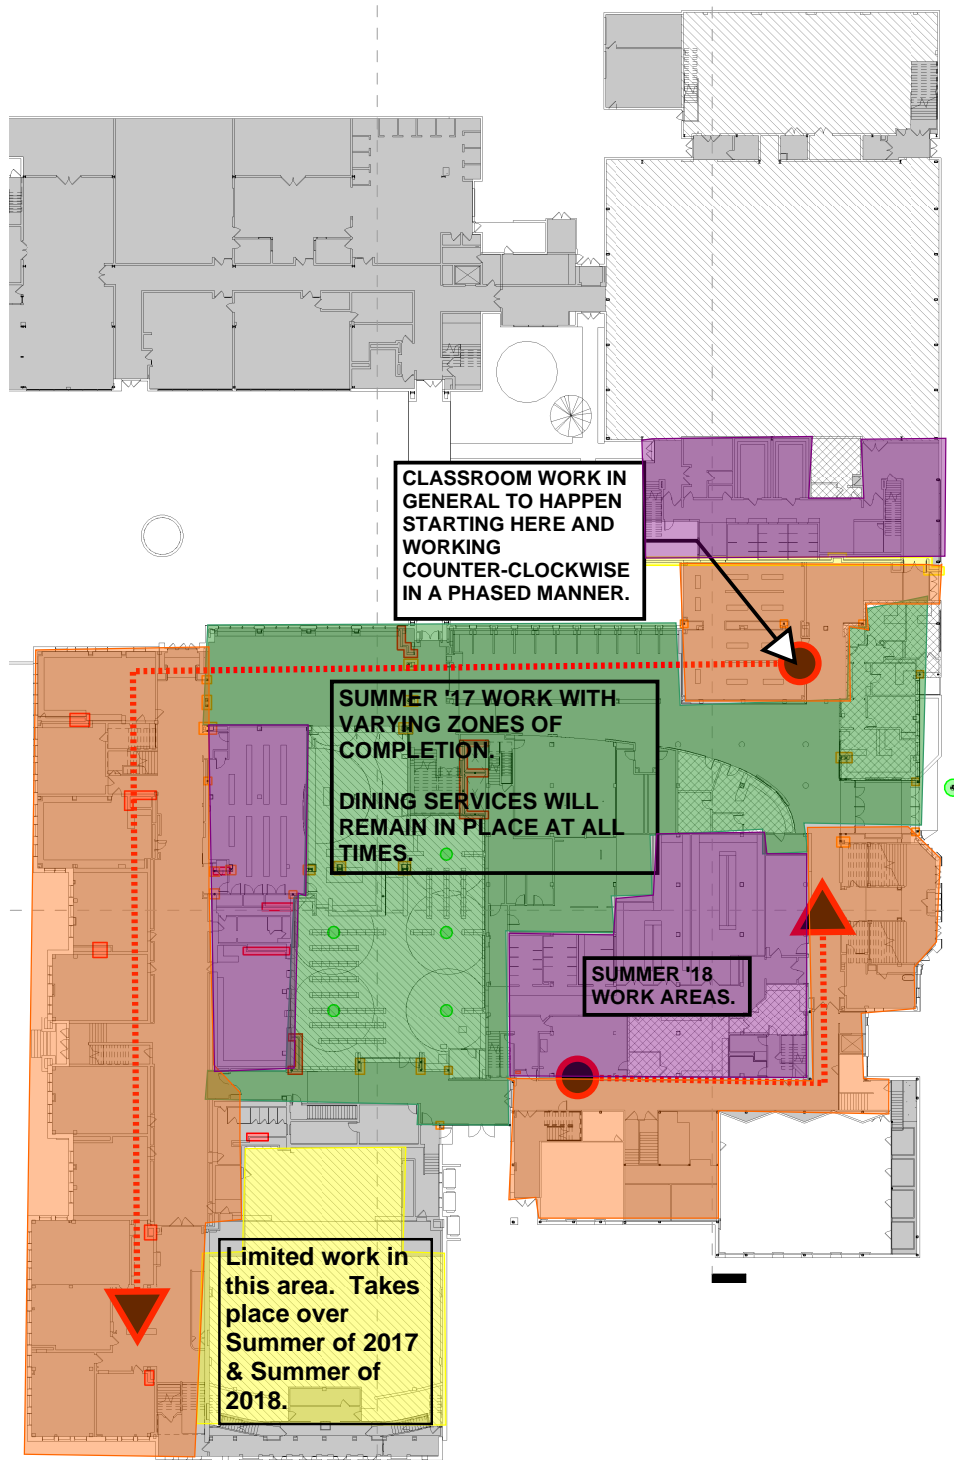 CLASSROOM WORK IN
GENERAL TO HAPPEN
STARTING HERE AND
WORKING
COUNTER-CLOCKWISE
IN A PHASED MANNER.
SUMMER '17 WORK WITH
VARYING ZONES OF
COMPLETION.
DINING SERVICES WILL
REMAIN IN PLACE AT ALL
TIMES.
SUMMER '18
WORK AREAS.
Limited work in
this area. Takes
place over
Summer of 2017
& Summer of
2018.